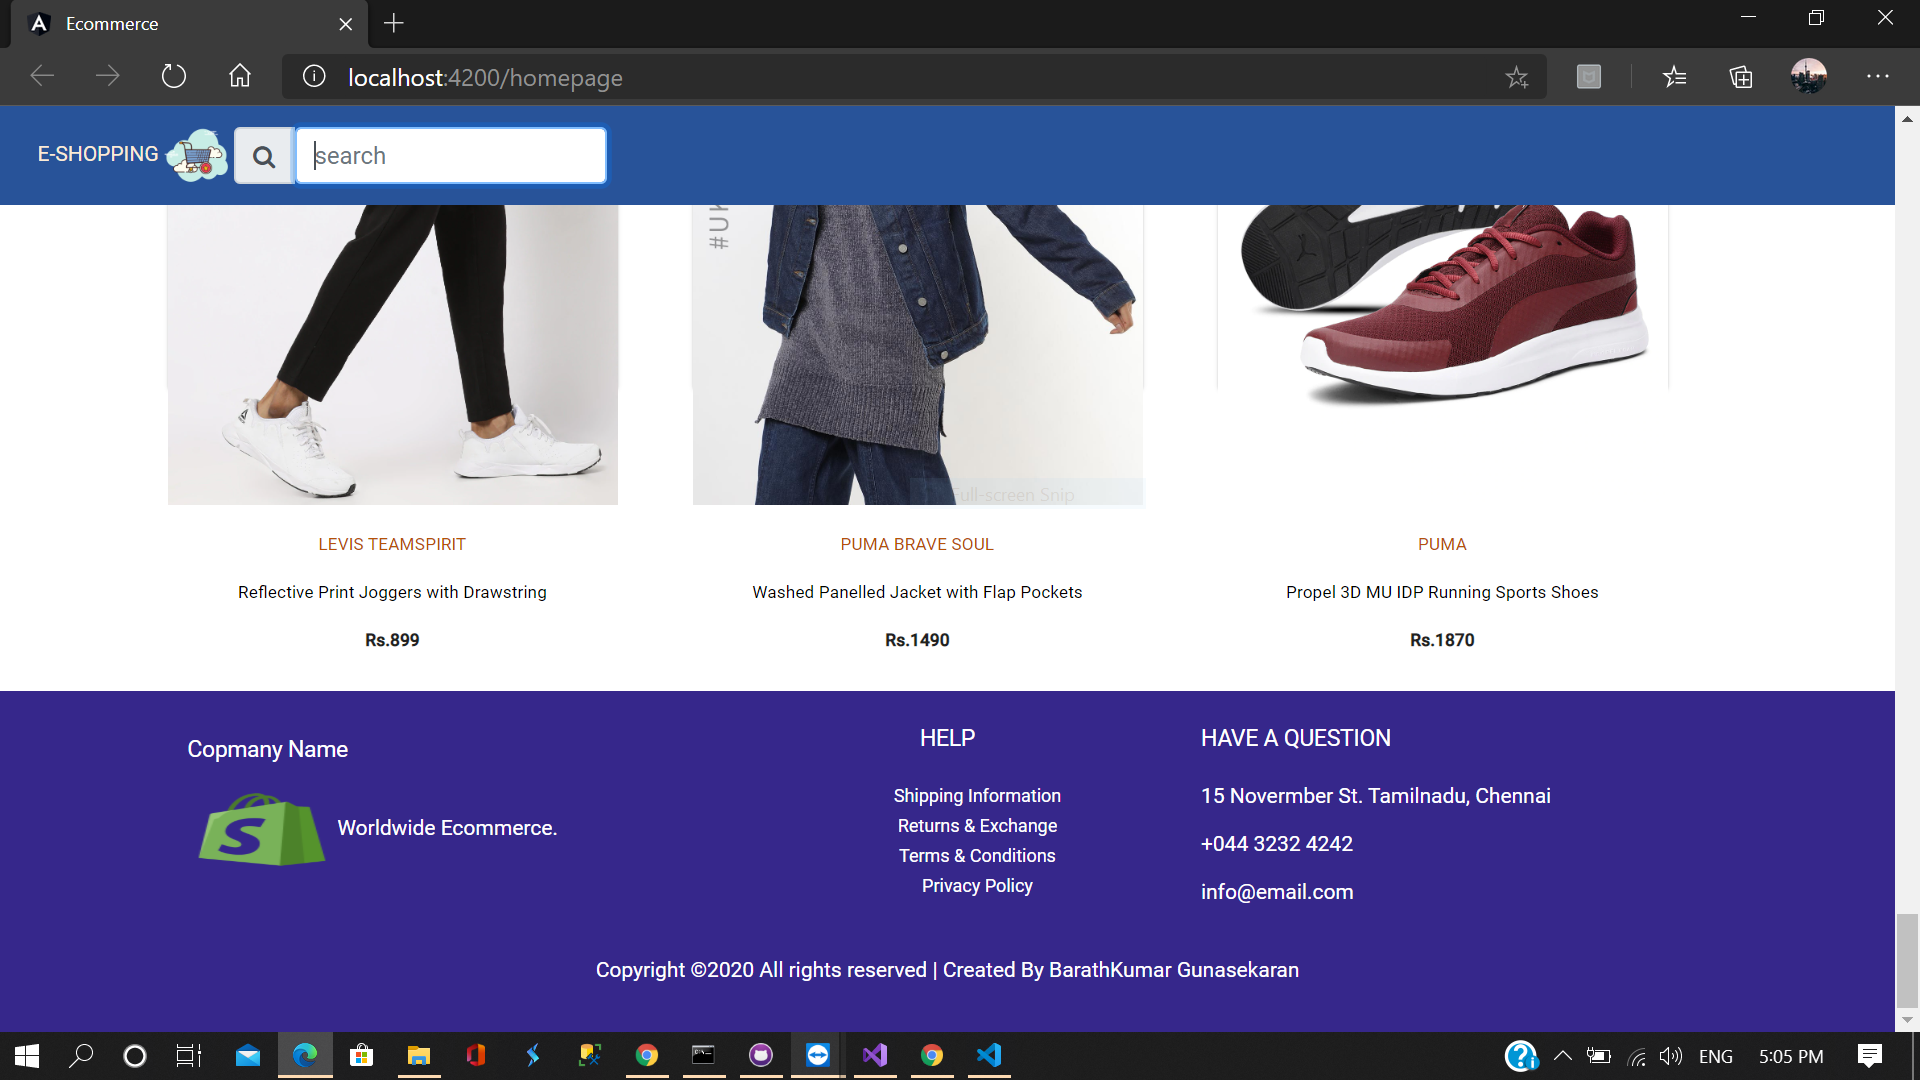 Ecommerce
localhost:4200/homepage
E-SHOPPING
search
#UK
Full-screen Snip
LEVIS TEAMSPIRIT
PUMA BRAVE SOUL
PUMA
Reflective Print Joggers with Drawstring
Washed Panelled Jacket with Flap Pockets
Propel 3D MU IDP Running Sports Shoes
Rs.899
Rs.1490
Rs.1870
Copmany Name
S
Worldwide Ecommerce.
HELP
Shipping Information
Returns & Exchange
Terms & Conditions
Privacy Policy
HAVE A QUESTION
15 Novermber St. Tamilnadu, Chennai
+044 3232 4242
info@email.com
Copyright ©2020 All rights reserved | Created By BarathKumar Gunasekaran
ENG
5:05 PM